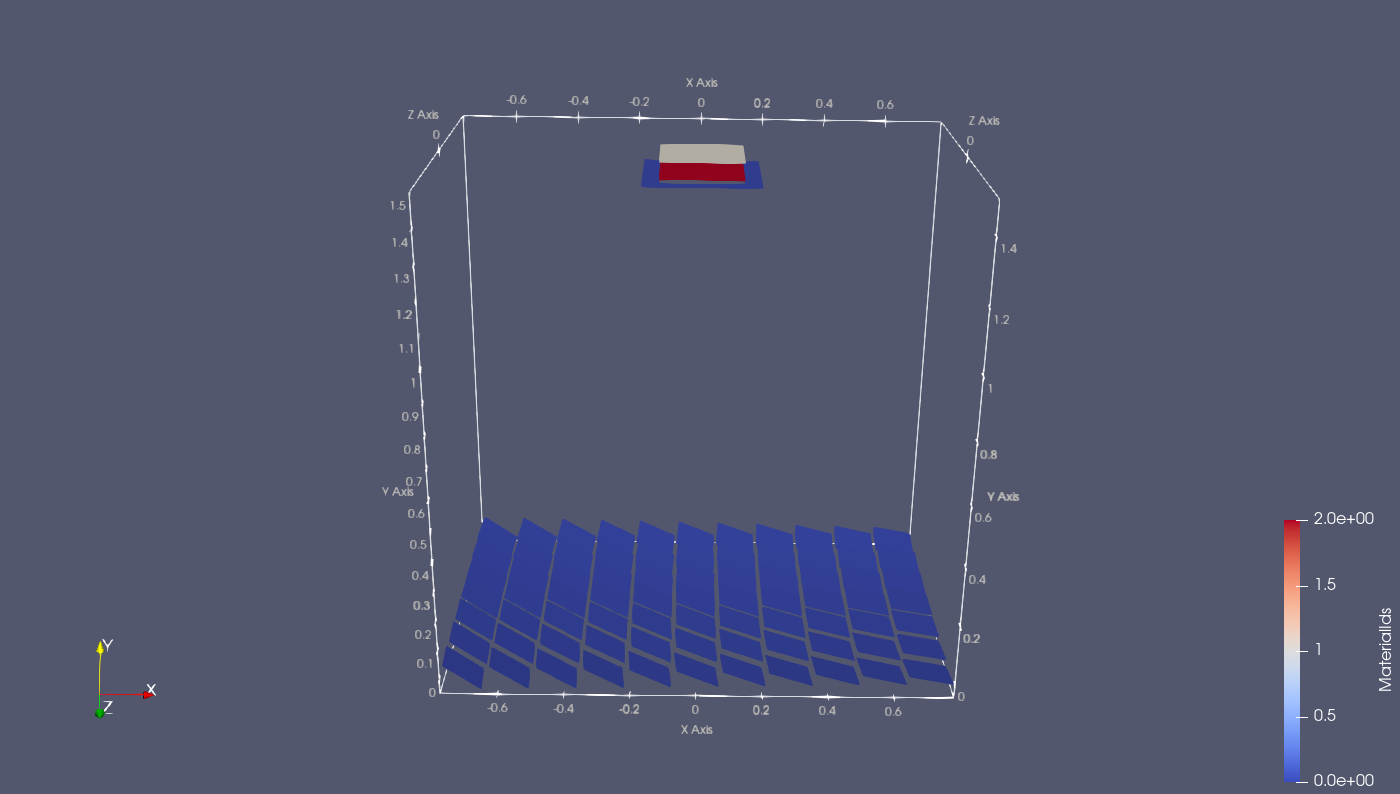 X Axis
-0.6 -0.4 -0.2 0 0.2 0.4 0.6
Z Axis Z Axis
0 0
1.5
1.4 1.4
1.3
1.2 1.2
1.1
1 1
0.9
0.8 0.8
0.7
Y Axis Y Axis
0.6 0.6
0.5
0.4 0.4
0.3
0.2 0.2
0.1
0 0
-0.6 -0.4 -0.2 0 0.2 0.4 0.6
X Axis
Y
X
Z
2.0e+00
1.5
1
0.5
0.0e+00
MaterialIds